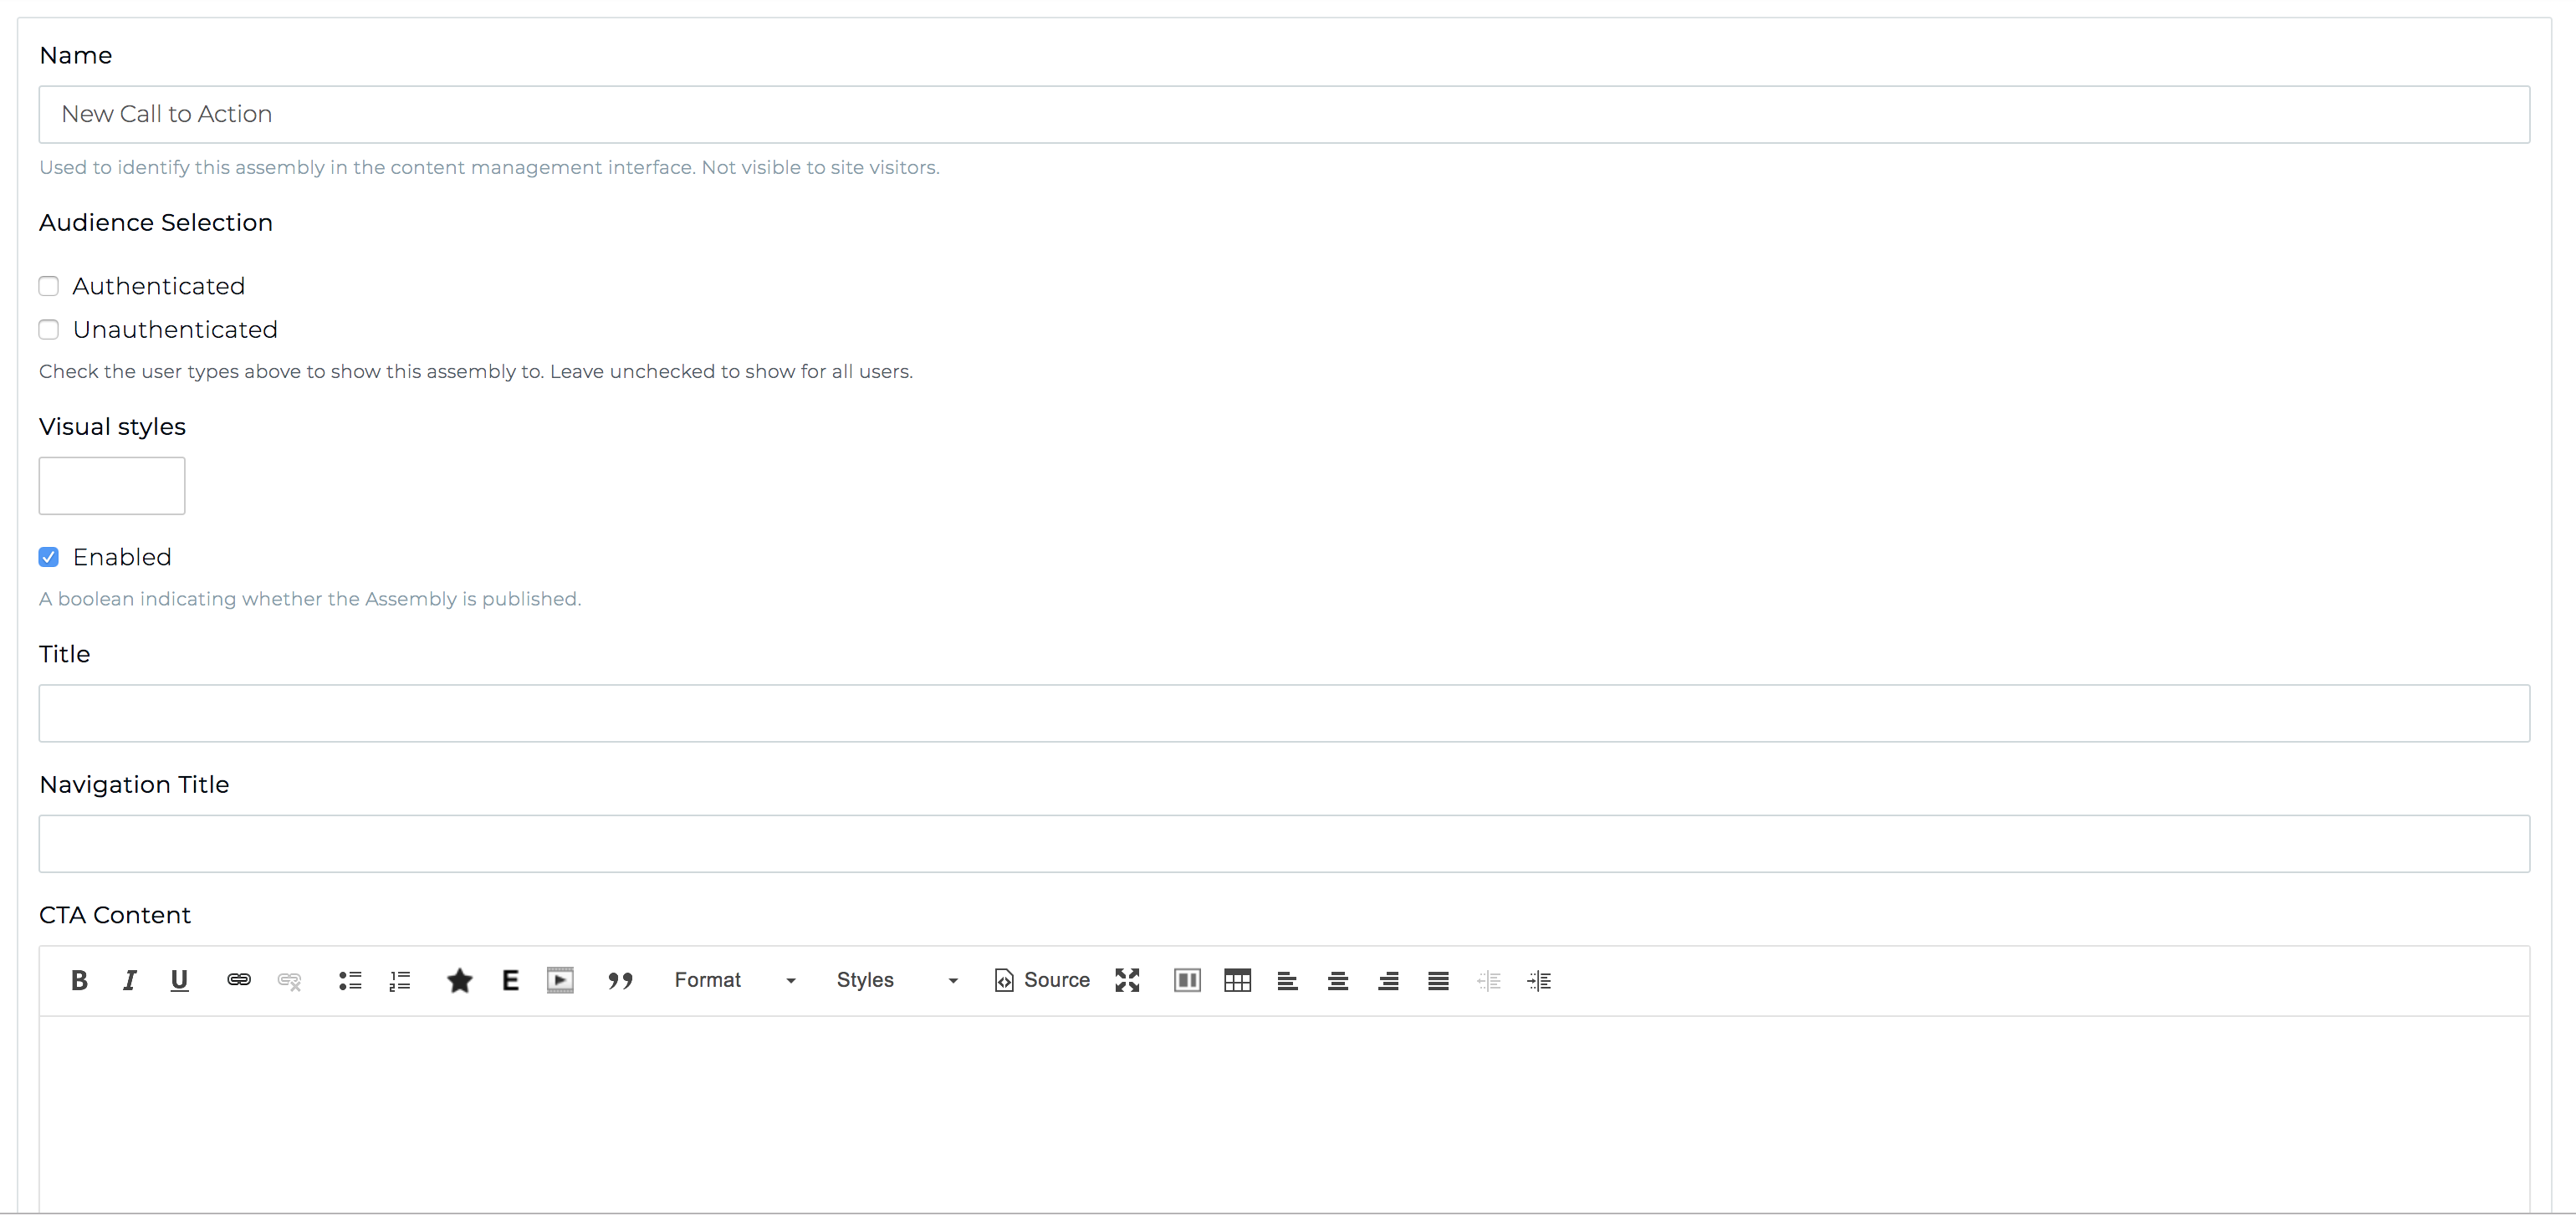 Name
New Call to Action
Used to identify this assembly in the content management interface. Not visible to site visitors.
Audience Selection
Authenticated
Unauthenticated
Check the user types above to show this assembly to. Leave unchecked to show for all users.
Visual styles
Enabled
A boolean indicating whether the Assembly is published.
Title
Navigation Title
CTA Content
B I U E Format Styles Source